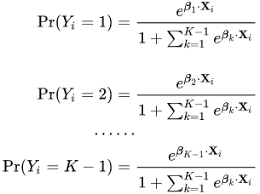 Pr(Y_i = 1) = e^{β_1·X_i} / (1 + ∑_{k=1}^{K−1} e^{β_k·X_i})
Pr(Y_i = 2) = e^{β_2·X_i} / (1 + ∑_{k=1}^{K−1} e^{β_k·X_i})
......
Pr(Y_i = K − 1) = e^{β_{K−1}·X_i} / (1 + ∑_{k=1}^{K−1} e^{β_k·X_i})